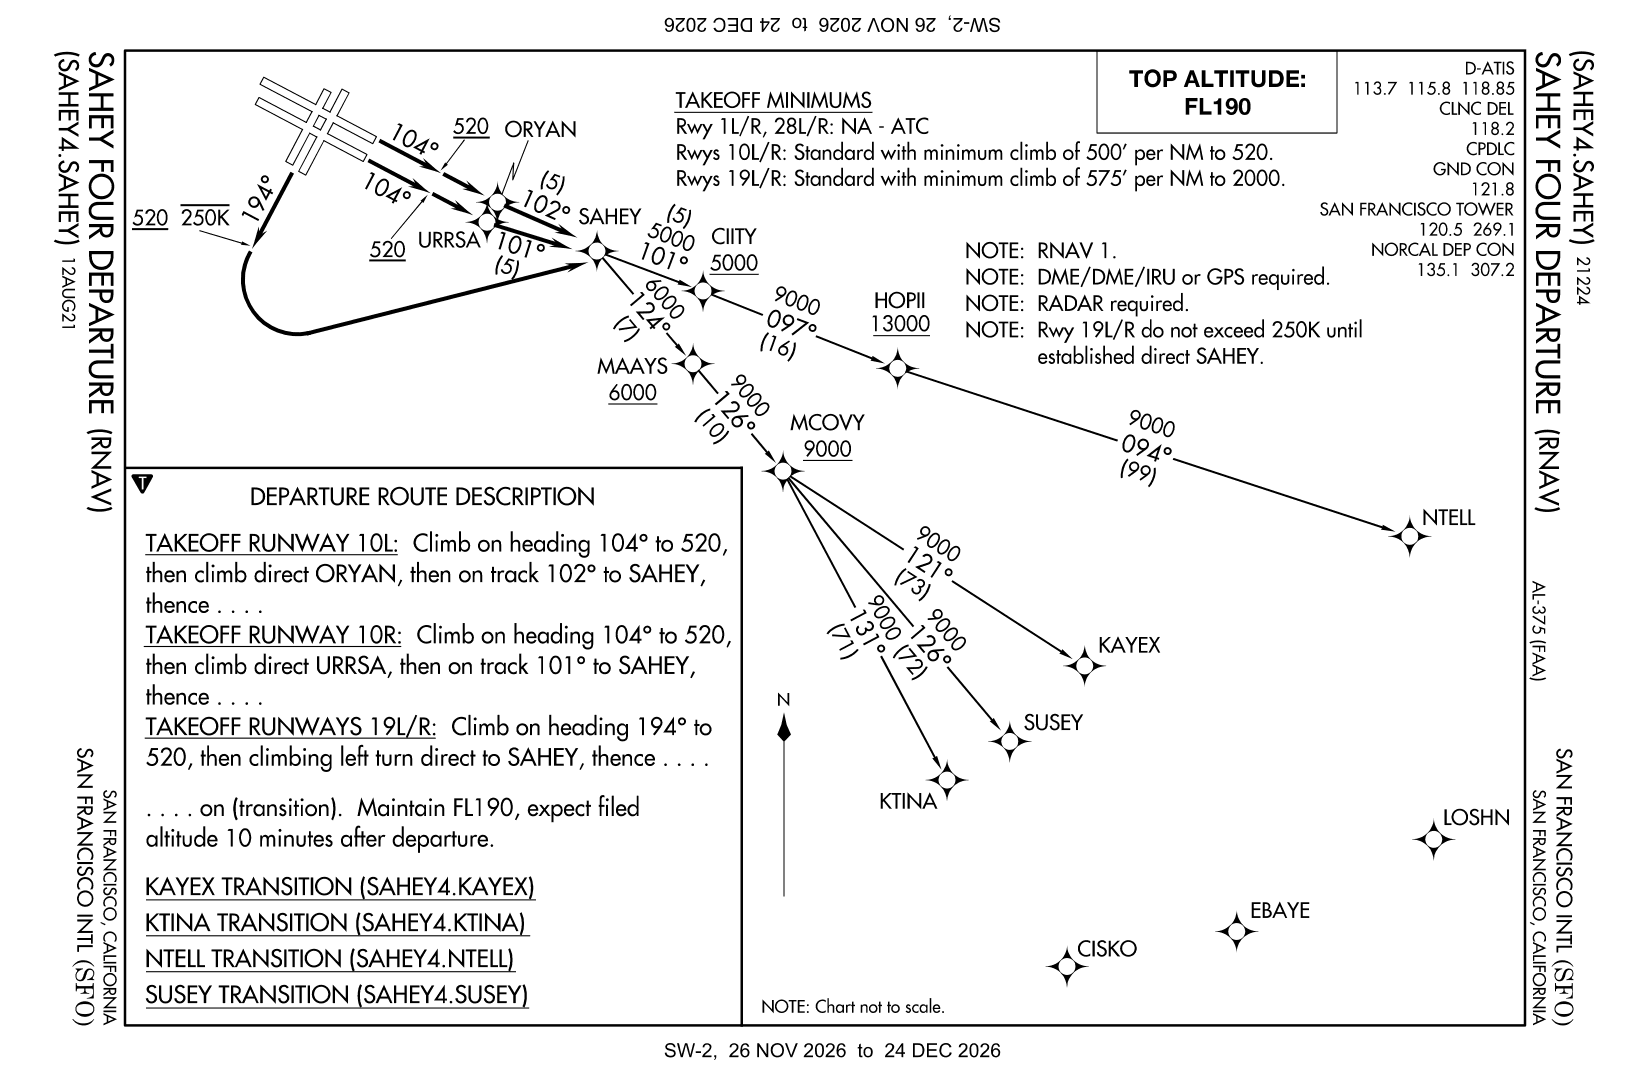 SW-2, 26 NOV 2026 to 24 DEC 2026
(SAHEY4.SAHEY) 12AUG21
SAHEY FOUR DEPARTURE (RNAV)
SAN FRANCISCO INTL (SFO)
SAN FRANCISCO, CALIFORNIA
TOP ALTITUDE:
FL190
D-ATIS
113.7 115.8 118.85
CLNC DEL
118.2
CPDLC
GND CON
121.8
SAN FRANCISCO TOWER
120.5 269.1
NORCAL DEP CON
135.1 307.2
TAKEOFF MINIMUMS
Rwy 1L/R, 28L/R: NA - ATC
Rwys 10L/R: Standard with minimum climb of 500' per NM to 520.
Rwys 19L/R: Standard with minimum climb of 575' per NM to 2000.
NOTE: RNAV 1.
NOTE: DME/DME/IRU or GPS required.
NOTE: RADAR required.
NOTE: Rwy 19L/R do not exceed 250K until
established direct SAHEY.
104°
520
ORYAN
104°
520
194°
520 250K
URRSA
(5)
102°
101°
(5)
SAHEY
(5)
5000
101°
CIITY
5000
9000
097°
(16)
HOPII
13000
9000
094°
(99)
NTELL
6000
124°
(7)
MAAYS
6000
9000
126°
(10)
MCOVY
9000
9000
121°
(73)
KAYEX
9000
126°
(72)
SUSEY
9000
131°
(71)
KTINA
LOSHN
EBAYE
CISKO
N
NOTE: Chart not to scale.
T
DEPARTURE ROUTE DESCRIPTION
TAKEOFF RUNWAY 10L: Climb on heading 104° to 520,
then climb direct ORYAN, then on track 102° to SAHEY,
thence . . . .
TAKEOFF RUNWAY 10R: Climb on heading 104° to 520,
then climb direct URRSA, then on track 101° to SAHEY,
thence . . . .
TAKEOFF RUNWAYS 19L/R: Climb on heading 194° to
520, then climbing left turn direct to SAHEY, thence . . . .
. . . . on (transition). Maintain FL190, expect filed
altitude 10 minutes after departure.
KAYEX TRANSITION (SAHEY4.KAYEX)
KTINA TRANSITION (SAHEY4.KTINA)
NTELL TRANSITION (SAHEY4.NTELL)
SUSEY TRANSITION (SAHEY4.SUSEY)
(SAHEY4.SAHEY) 21224
SAHEY FOUR DEPARTURE (RNAV)
AL-375 (FAA)
SAN FRANCISCO INTL (SFO)
SAN FRANCISCO, CALIFORNIA
SW-2, 26 NOV 2026 to 24 DEC 2026